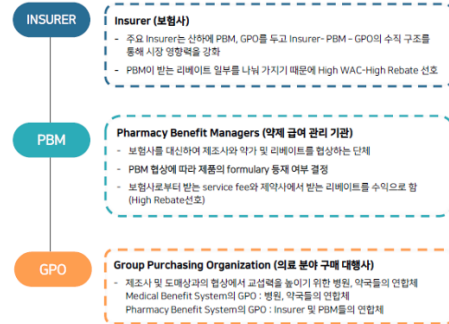 INSURER
Insurer (보험사)
- 주요 Insurer는 산하에 PBM, GPO를 두고 Insurer- PBM – GPO의 수직 구조를
통해 시장 영향력을 강화
- PBM이 받는 리베이트 일부를 나눠 가지기 때문에 High WAC-High Rebate 선호
PBM
Pharmacy Benefit Managers (약제 급여 관리 기관)
- 보험사를 대신하여 제조사와 약가 및 리베이트를 협상하는 단체
- PBM 협상에 따라 제품의 formulary 등재 여부 결정
- 보험사로부터 받는 service fee와 제약사에서 받는 리베이트를 수익으로 함
(High Rebate선호)
GPO
Group Purchasing Organization (의료 분야 구매 대행사)
- 제조사 및 도매상과의 협상에서 교섭력을 높이기 위한 병원, 약국들의 연합체
Medical Benefit System의 GPO : 병원, 약국들의 연합체
Pharmacy Benefit System의 GPO : Insurer 및 PBM들의 연합체